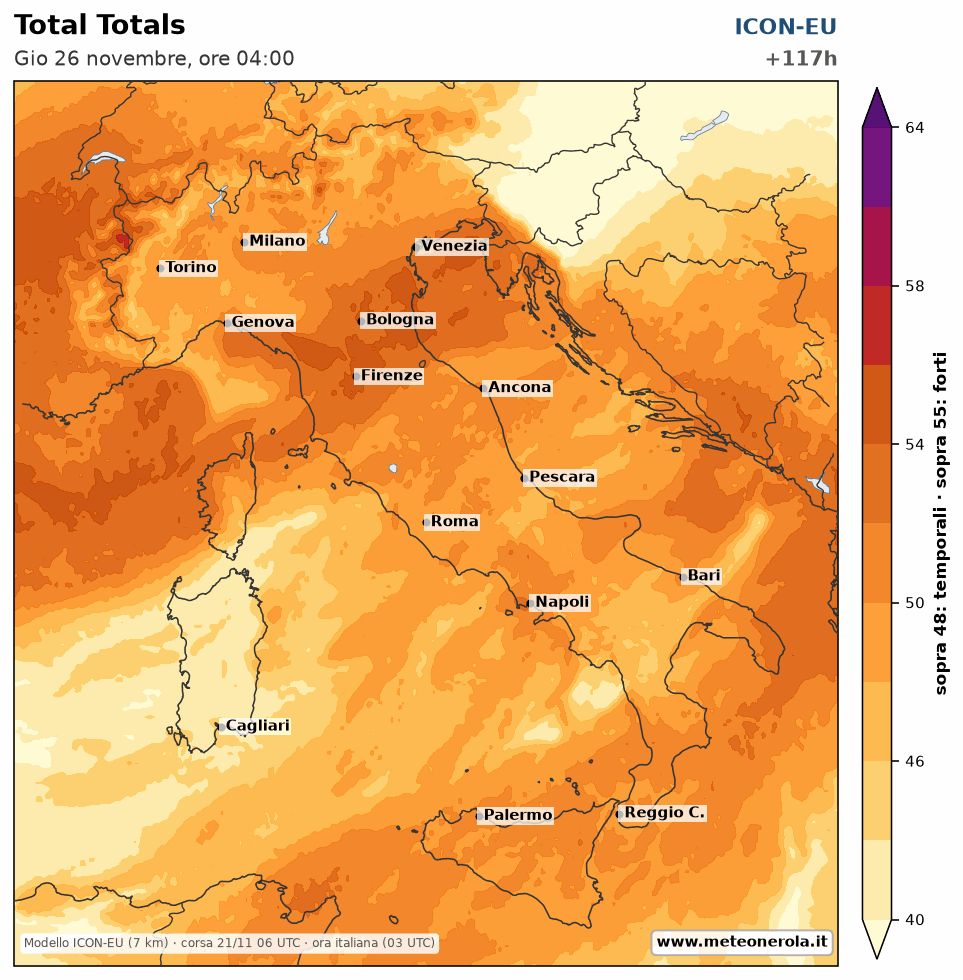 Total Totals
ICON-EU
Gio 26 novembre, ore 04:00
+117h
Milano
Venezia
Torino
Genova
Bologna
Firenze
Ancona
Pescara
Roma
Bari
Napoli
Cagliari
Palermo
Reggio C.
64
58
54
50
46
40
sopra 48: temporali · sopra 55: forti
Modello ICON-EU (7 km) · corsa 21/11 06 UTC · ora italiana (03 UTC)
www.meteonerola.it